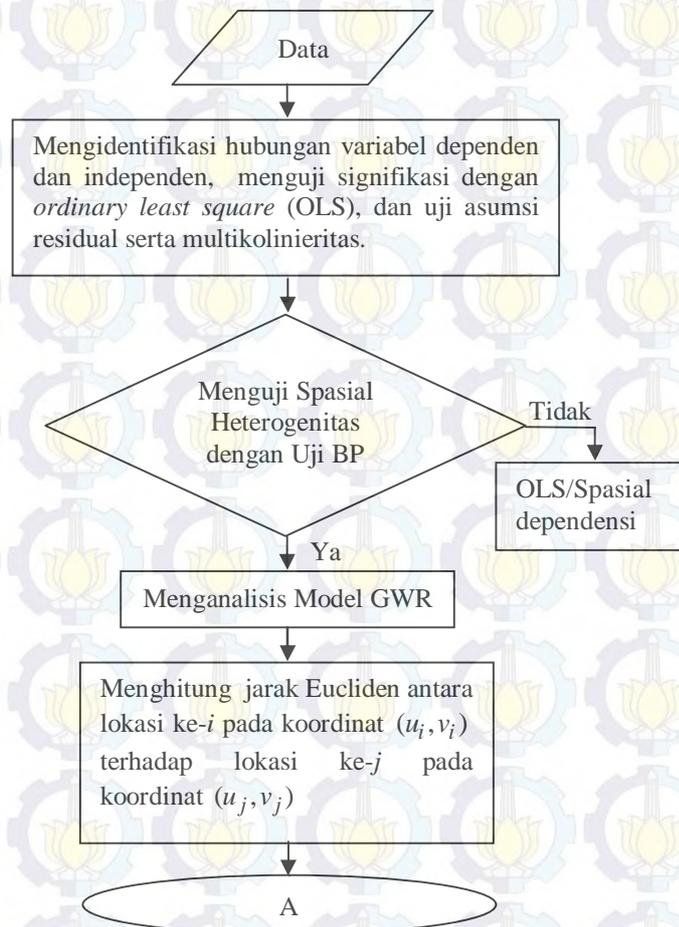 Data
Mengidentifikasi hubungan variabel dependen
dan independen, menguji signifikasi dengan
ordinary least square (OLS), dan uji asumsi
residual serta multikolinieritas.
Menguji Spasial
Heterogenitas
dengan Uji BP
Tidak
OLS/Spasial
dependensi
Ya
Menganalisis Model GWR
Menghitung jarak Eucliden antara
lokasi ke-i pada koordinat (u_i,v_i)
terhadap lokasi ke-j pada
koordinat (u_j,v_j)
A